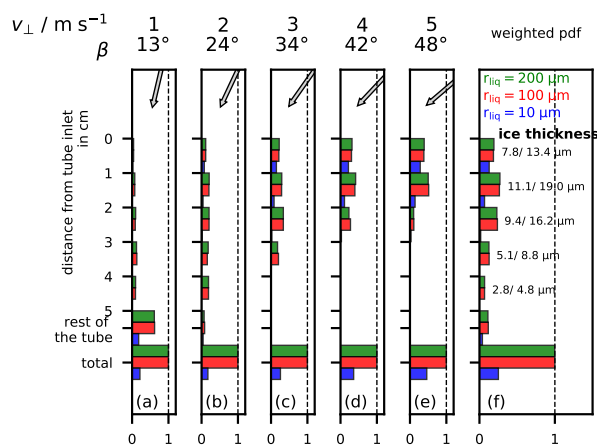 v⊥ / m s⁻¹ 1 2 3 4 5 weighted pdf
β 13° 24° 34° 42° 48°
r_liq = 200 μm
r_liq = 100 μm
r_liq = 10 μm
ice thickness
distance from tube inlet
in cm
0
1
2
3
4
5
rest of
the tube
total
7.8/ 13.4 μm
11.1/ 19.0 μm
9.4/ 16.2 μm
5.1/ 8.8 μm
2.8/ 4.8 μm
(a) (b) (c) (d) (e) (f)
0 1 0 1 0 1 0 1 0 1 0 1